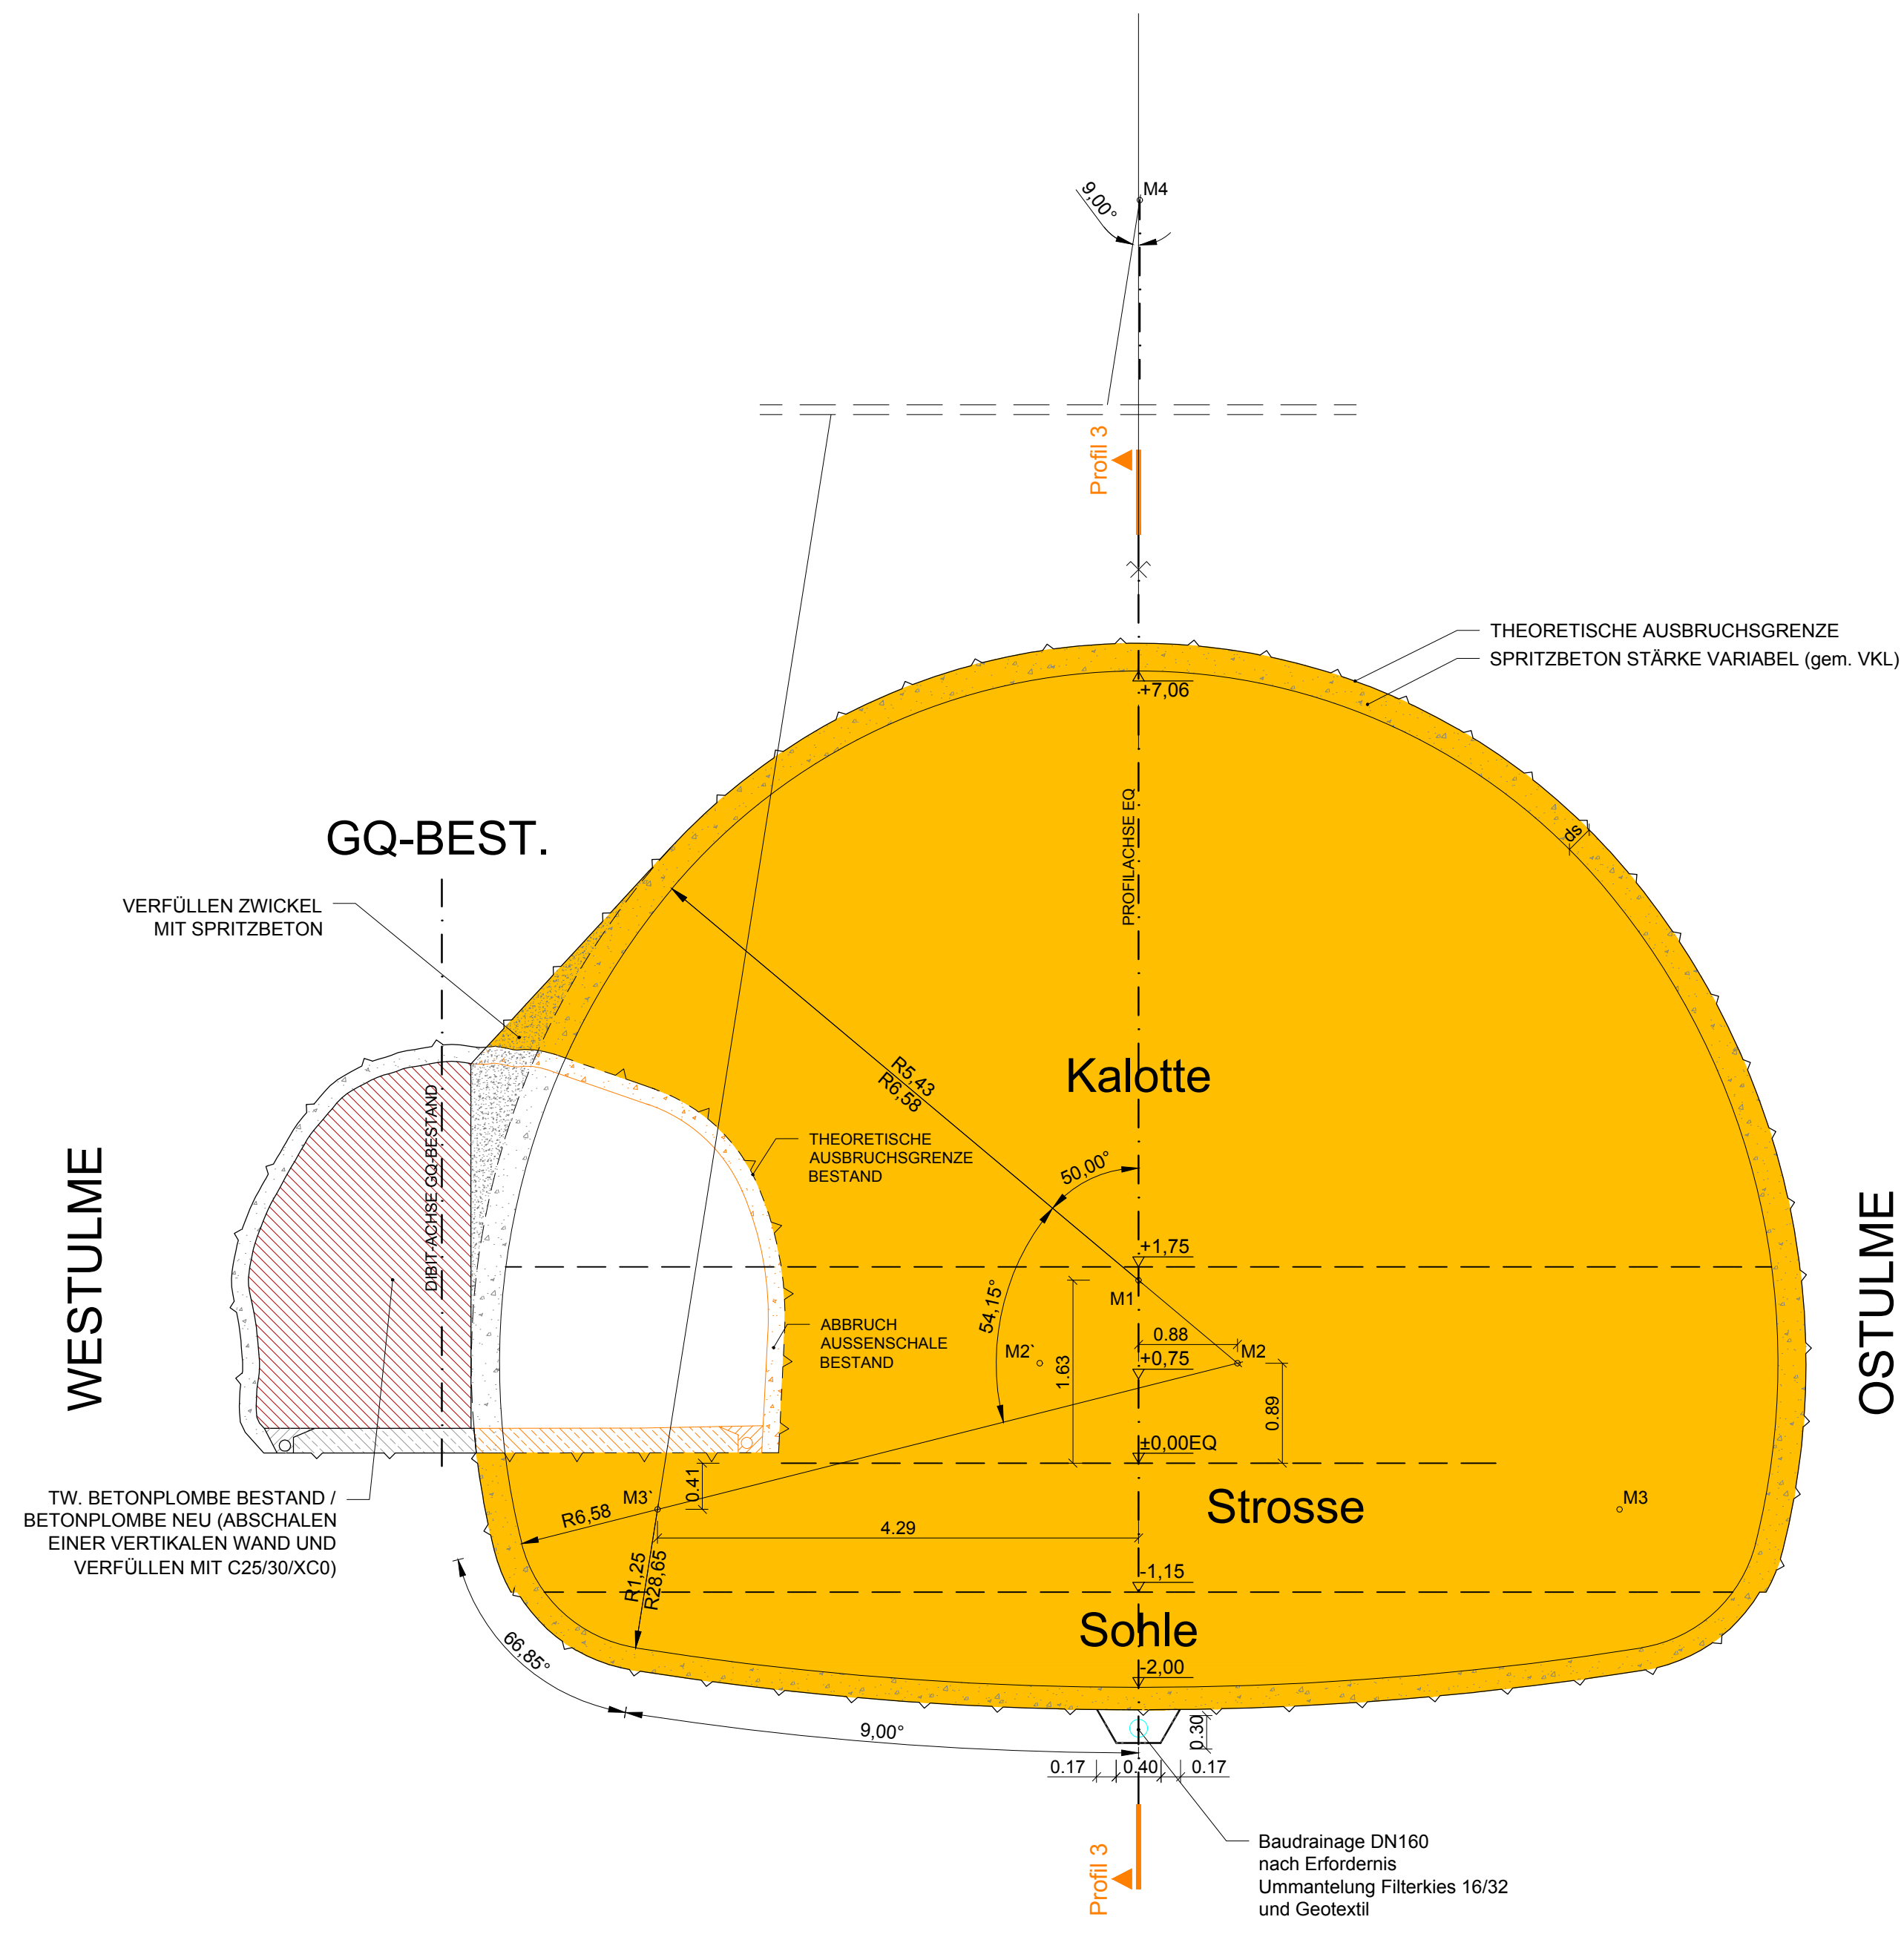 M4
9,00°
Profil 3
THEORETISCHE AUSBRUCHSGRENZE
SPRITZBETON STÄRKE VARIABEL (gem. VKL)
+7,06
PROFILACHSE EQ
ds
GQ-BEST.
VERFÜLLEN ZWICKEL
MIT SPRITZBETON
R5,43
R6,58
Kalotte
DIBIT-ACHSE GQ-BESTAND
THEORETISCHE
AUSBRUCHSGRENZE
BESTAND
50,00°
WESTULME
OSTULME
+1,75
54,15°
M1
ABBRUCH
AUSSENSCHALE
BESTAND
0.88
M2`
M2
+0,75
1.63
0.89
±0,00EQ
0.41
TW. BETONPLOMBE BESTAND /
BETONPLOMBE NEU (ABSCHALEN
EINER VERTIKALEN WAND UND
VERFÜLLEN MIT C25/30/XC0)
M3`
R6,58
4.29
Strosse
M3
R1,25
R28,65
-1,15
Sohle
66,85°
-2,00
9,00°
0.30
0.17
0.40
0.17
Profil 3
Baudrainage DN160
nach Erfordernis
Ummantelung Filterkies 16/32
und Geotextil